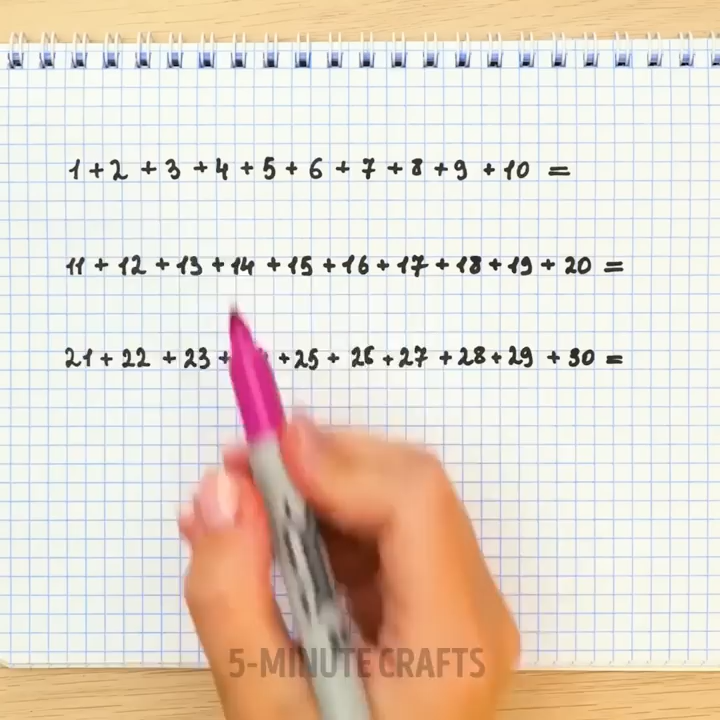 1 + 2 + 3 + 4 + 5 + 6 + 7 + 8 + 9 + 10 =
11 + 12 + 13 + 14 + 15 + 16 + 17 + 18 + 19 + 20 =
21 + 22 + 23 + + 25 + 26 + 27 + 28 + 29 + 30 =
5-MINUTE CRAFTS